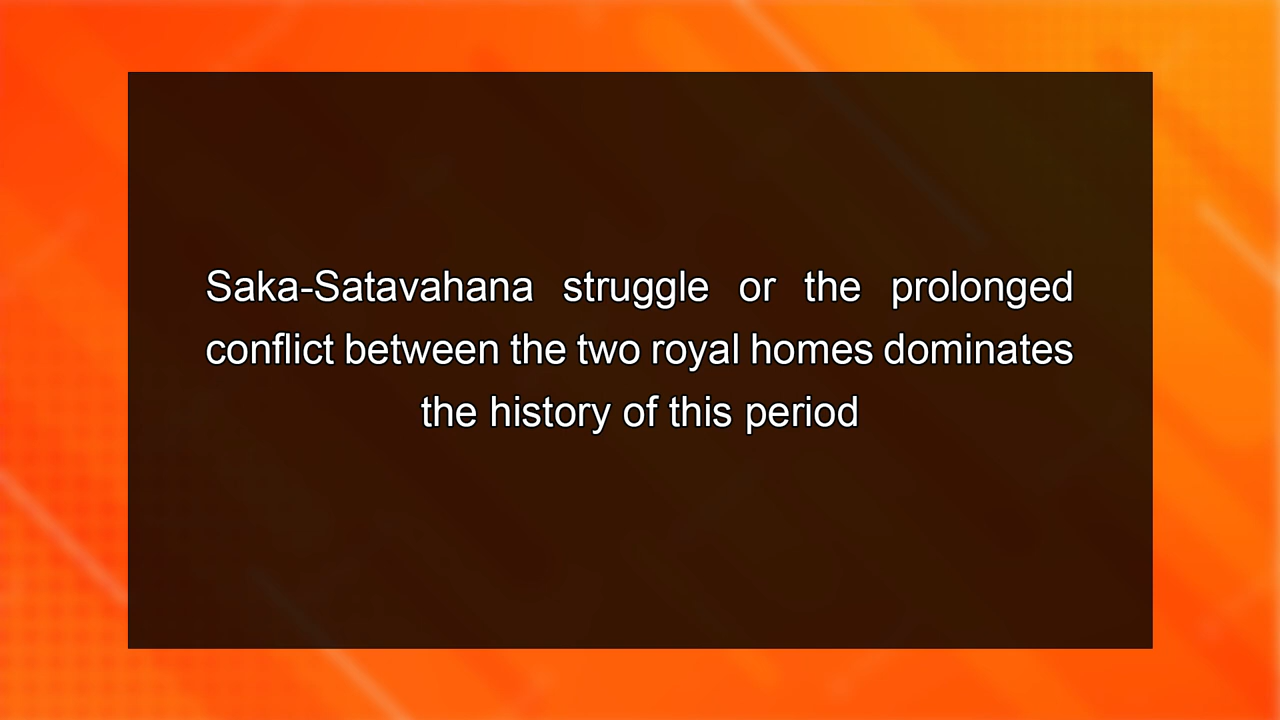 Saka-Satavahana struggle or the prolonged
conflict between the two royal homes dominates
the history of this period